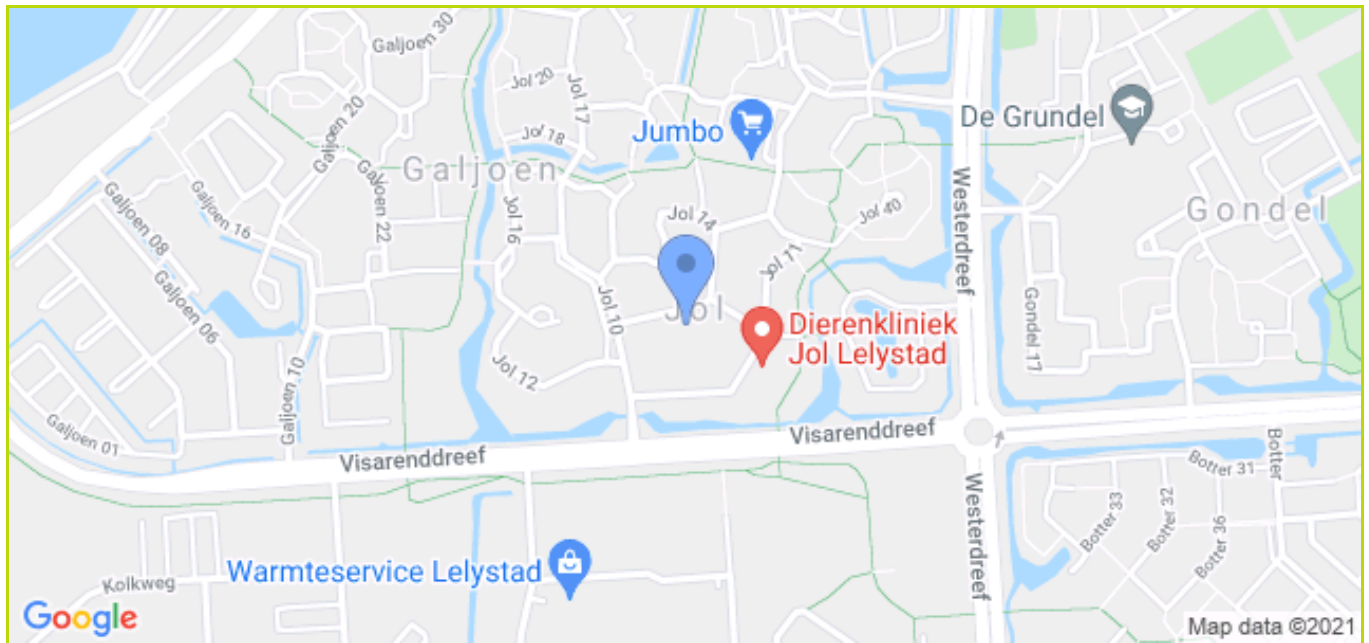 Galjoen 30
Jol 20
Jol 17
Galjoen 20
Jumbo
De Grundel
Jol 18
Galjoen
Galjoen 22
Westerdreef
Gondel
Galjoen 08
Galjoen 16
Jol 16
Jol 14
Jol 40
Jol 11
Galjoen 06
Jol 10
Jol
Dierenkliniek
Jol Lelystad
Gondel 17
Jol 12
Galjoen 10
Galjoen 01
Visarenddreef
Visarenddreef
Botter
Botter 31
Westerdreef
Botter 33
Botter 32
Botter 36
Kolkweg
Warmteservice Lelystad
Google
Map data ©2021